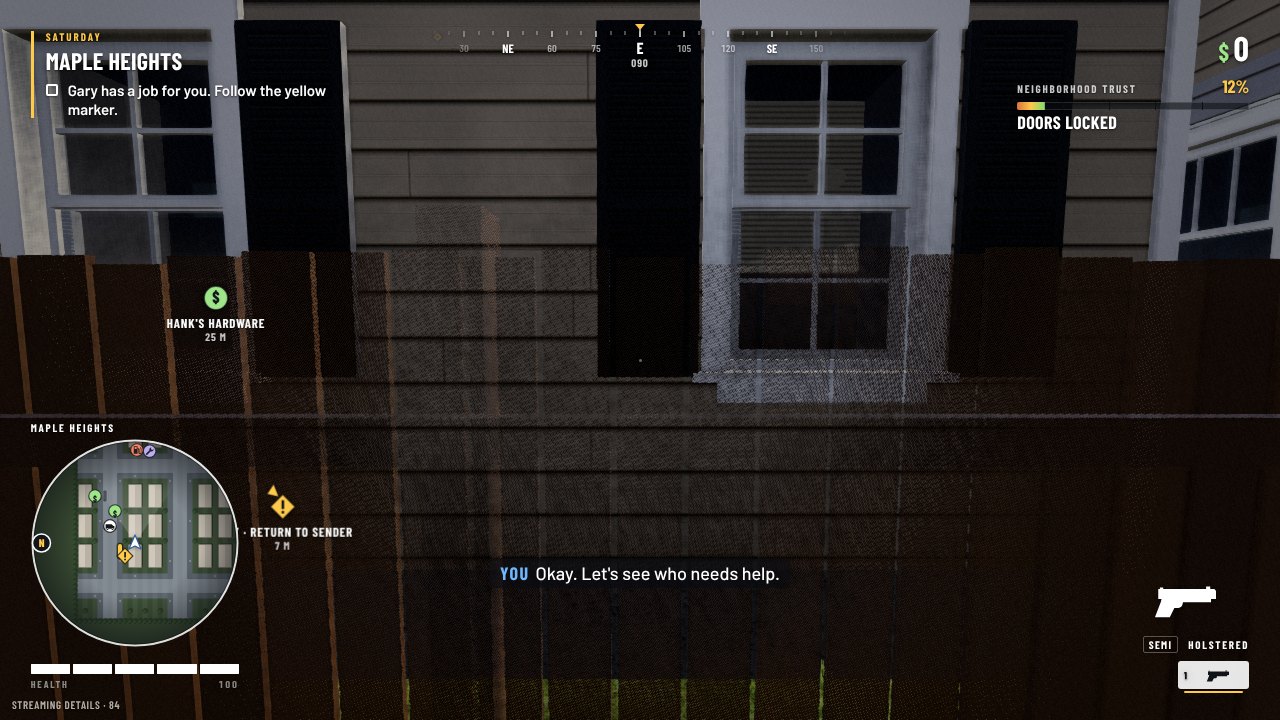 SATURDAY
MAPLE HEIGHTS
Gary has a job for you. Follow the yellow
marker.
30 NE 60 75 E 105 120 SE 150
090
$ 0
NEIGHBORHOOD TRUST 12%
DOORS LOCKED
$
HANK'S HARDWARE
25 M
MAPLE HEIGHTS
N
! · RETURN TO SENDER
7 M
YOU Okay. Let's see who needs help.
SEMI HOLSTERED
1
HEALTH 100
STREAMING DETAILS · 84